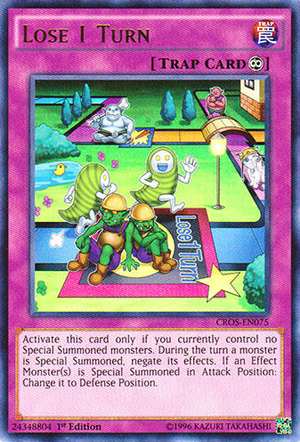 Lose 1 Turn
TRAP
罠
[Trap Card ∞]
Lose 1 Turn
CROS-EN075
Activate this card only if you currently control no
Special Summoned monsters. During the turn a monster
is Special Summoned, negate its effects. If an Effect
Monster(s) is Special Summoned in Attack Position:
Change it to Defense Position.
24348804 1st Edition ©1996 KAZUKI TAKAHASHI